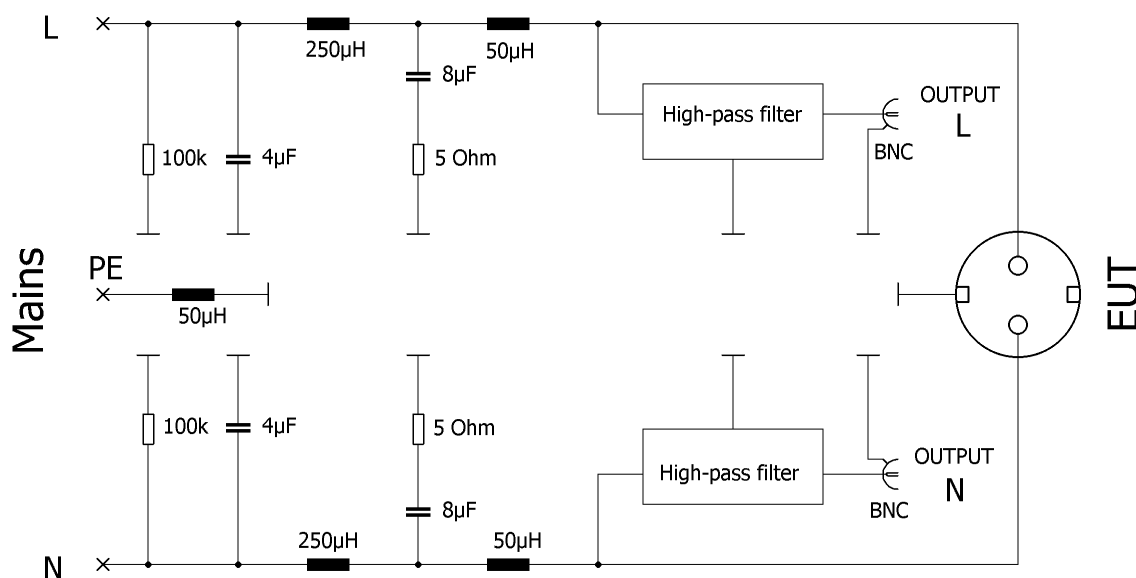 L
250µH
50µH
8µF
High-pass filter
OUTPUT
L
BNC
100k
4µF
5 Ohm
Mains
PE
50µH
EUT
100k
4µF
5 Ohm
High-pass filter
OUTPUT
N
BNC
8µF
250µH
50µH
N